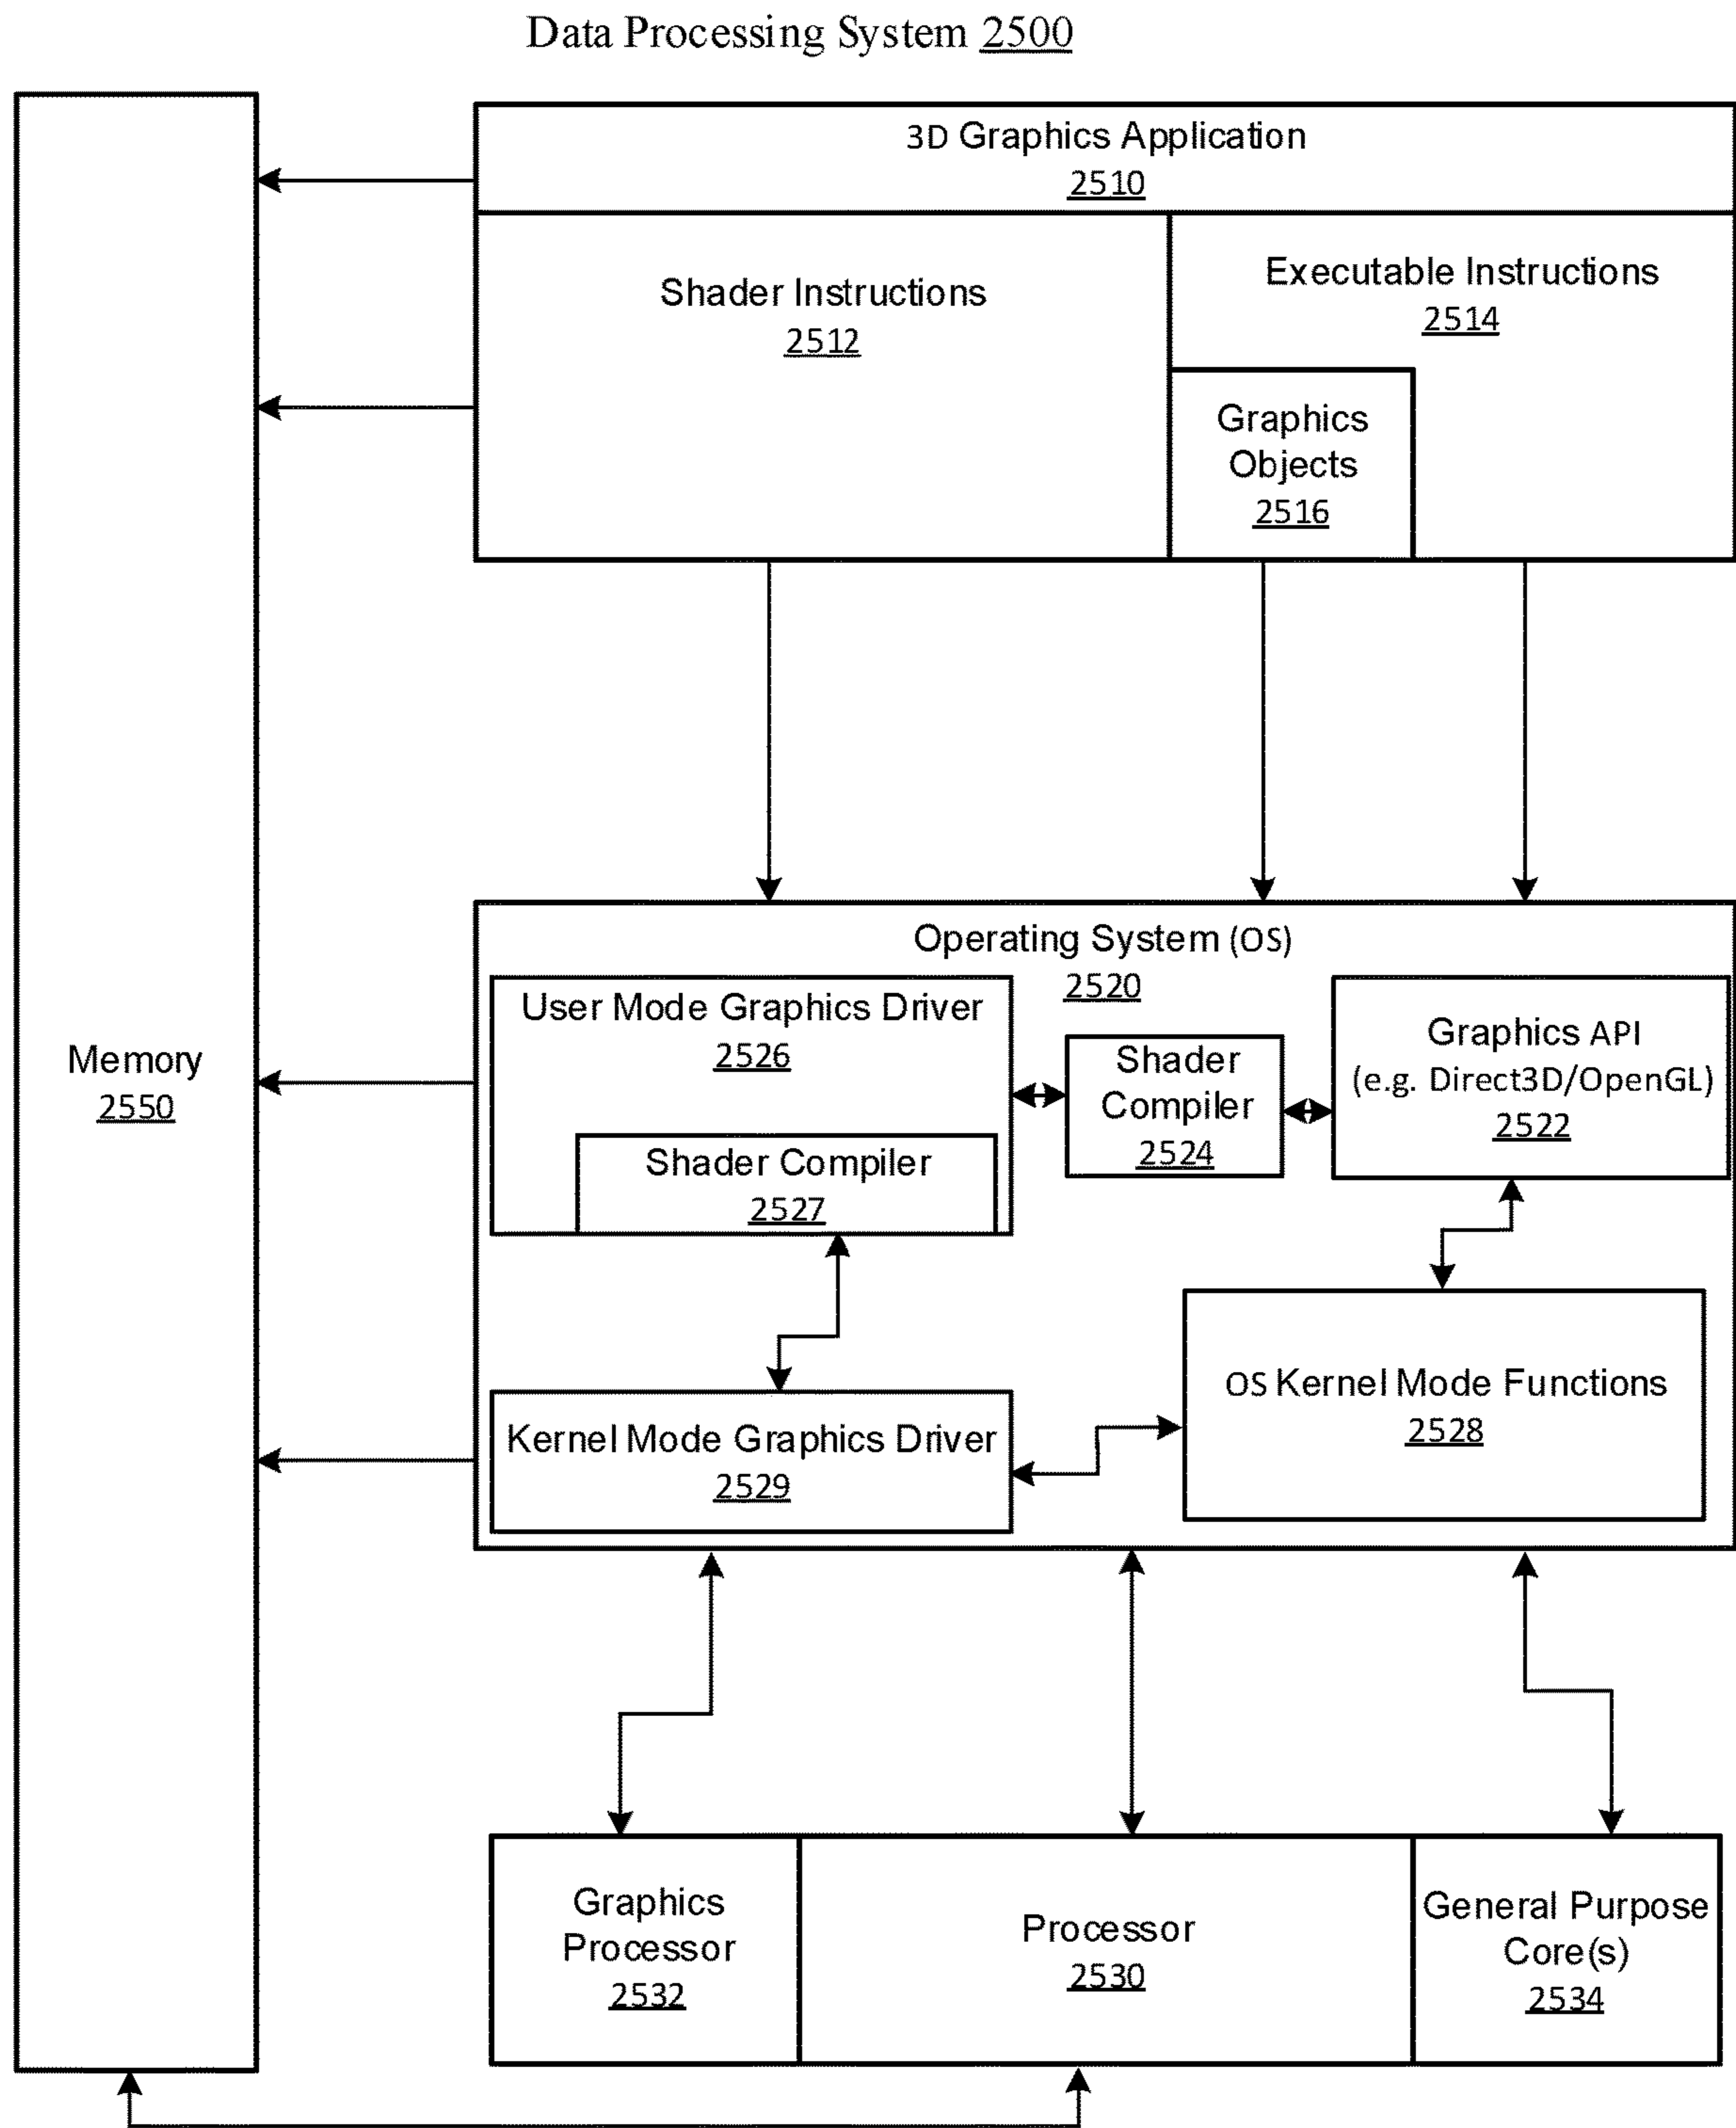 Data Processing System 2500
3D Graphics Application
2510
Shader Instructions
2512
Executable Instructions
2514
Graphics
Objects
2516
Memory
2550
Operating System (OS)
2520
User Mode Graphics Driver
2526
Shader Compiler
2527
Shader
Compiler
2524
Graphics API
(e.g. Direct3D/OpenGL)
2522
Kernel Mode Graphics Driver
2529
OS Kernel Mode Functions
2528
Graphics
Processor
2532
Processor
2530
General Purpose
Core(s)
2534